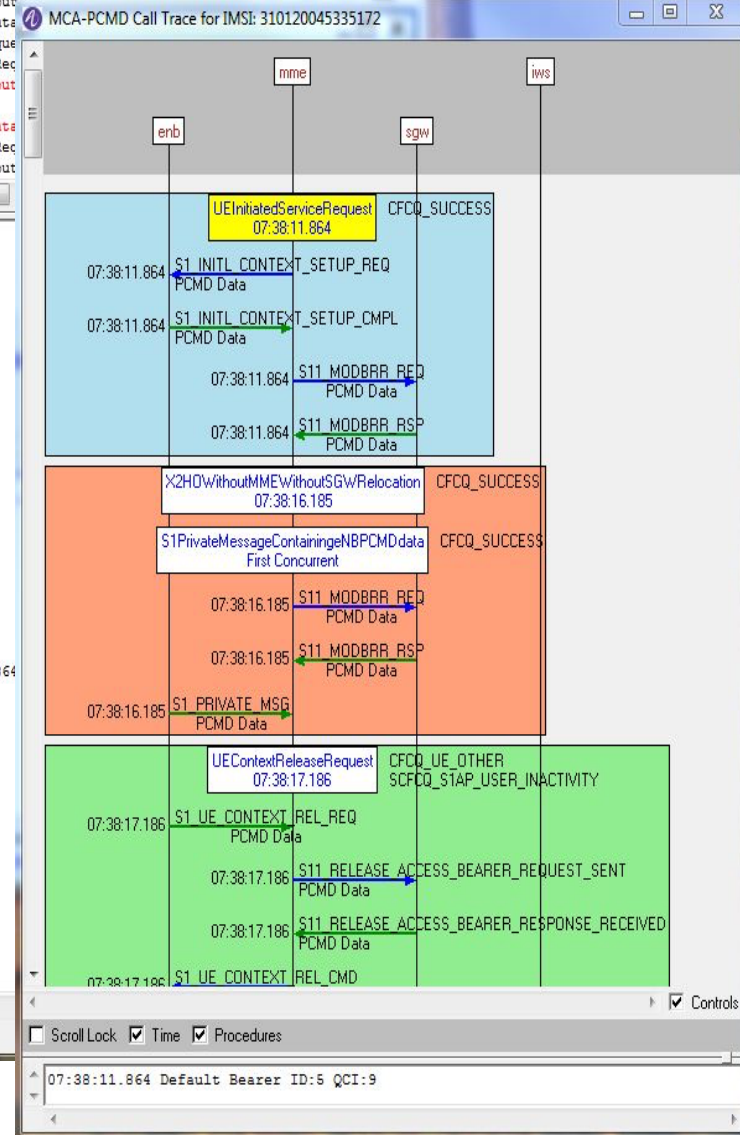 MCA-PCMD Call Trace for IMSI: 310120045335172
mme
iws
enb
sgw
UEInitiatedServiceRequest
07:38:11.864
CFCQ_SUCCESS
07:38:11.864 S1_INITL_CONTEXT_SETUP_REQ
PCMD Data
07:38:11.864 S1_INITL_CONTEXT_SETUP_CMPL
PCMD Data
07:38:11.864 S11_MODBRR_REQ
PCMD Data
07:38:11.864 S11_MODBRR_RSP
PCMD Data
X2HOWithoutMMEWithoutSGWRelocation
07:38:16.185
CFCQ_SUCCESS
S1PrivateMessageContainingeNBPCMDdata
First Concurrent
CFCQ_SUCCESS
07:38:16.185 S11_MODBRR_REQ
PCMD Data
07:38:16.185 S11_MODBRR_RSP
PCMD Data
07:38:16.185 S1_PRIVATE_MSG
PCMD Data
UEContextReleaseRequest
07:38:17.186
CFCQ_UE_OTHER
SCFCQ_S1AP_USER_INACTIVITY
07:38:17.186 S1_UE_CONTEXT_REL_REQ
PCMD Data
07:38:17.186 S11_RELEASE_ACCESS_BEARER_REQUEST_SENT
PCMD Data
07:38:17.186 S11_RELEASE_ACCESS_BEARER_RESPONSE_RECEIVED
PCMD Data
07:38:17.186 S1_UE_CONTEXT_REL_CMD
Controls
Scroll Lock Time Procedures
07:38:11.864 Default Bearer ID:5 QCI:9